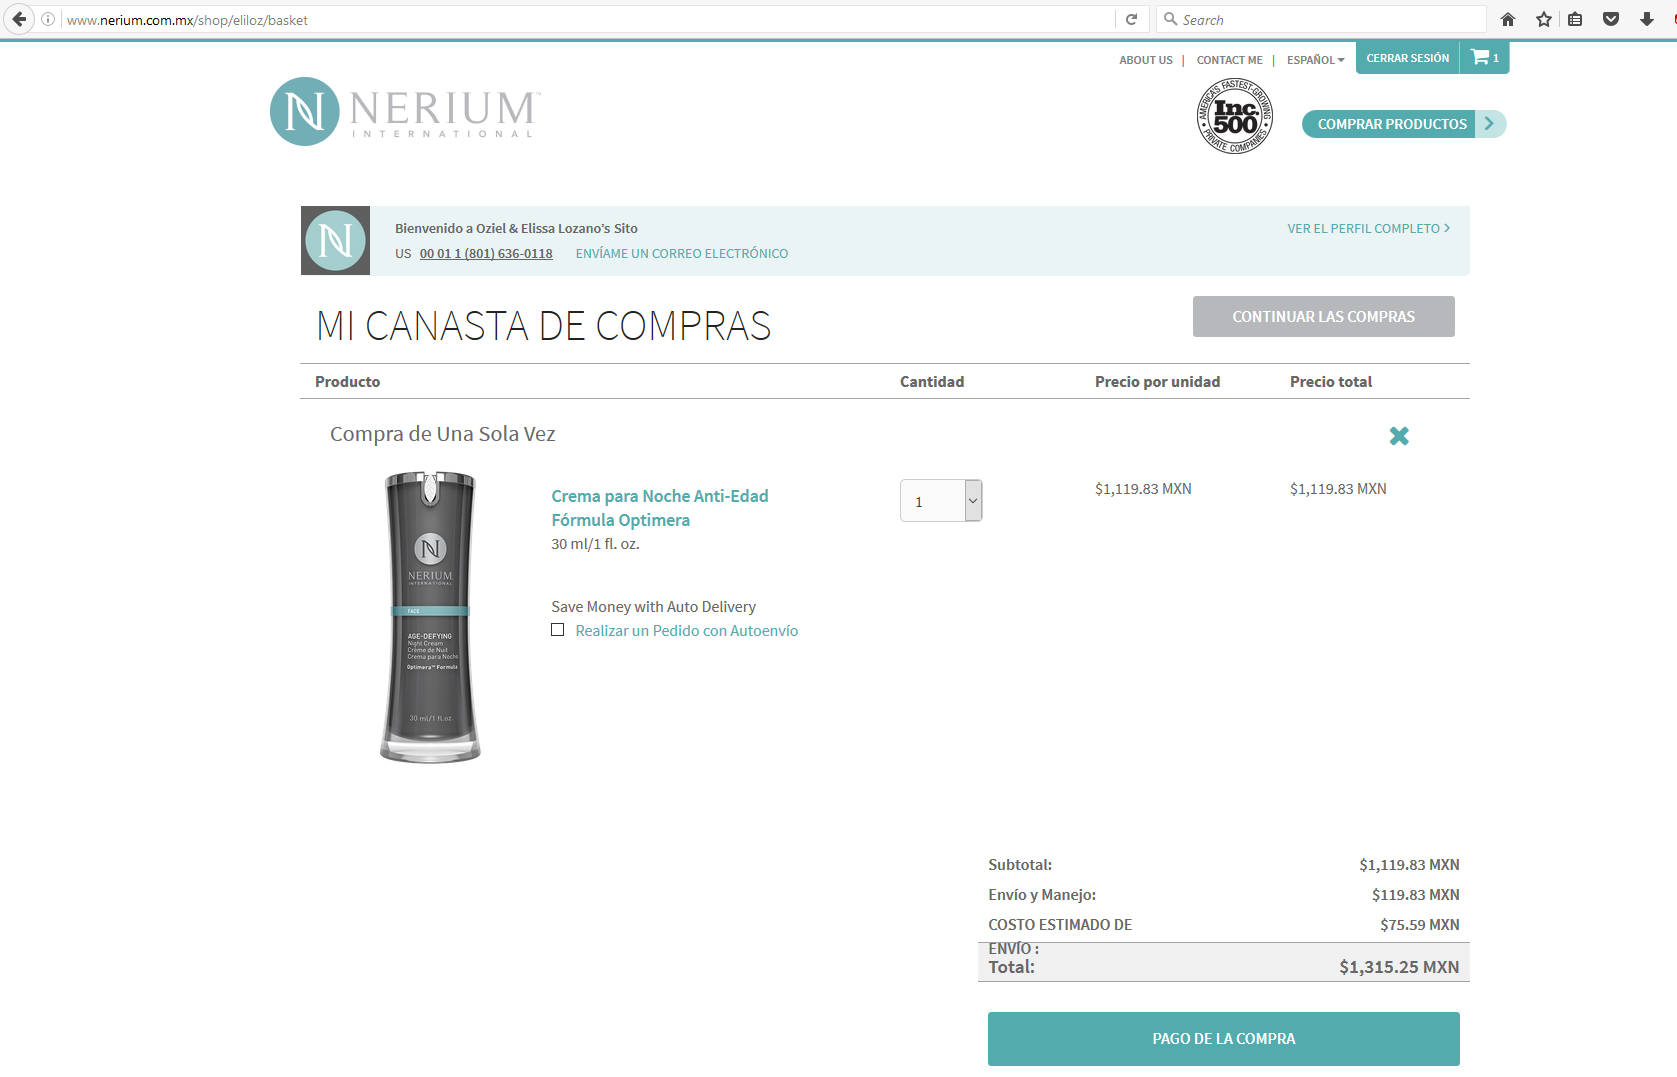 www.nerium.com.mx/shop/eliloz/basket
Search
ABOUT US | CONTACT ME | ESPAÑOL CERRAR SESIÓN 1
NERIUM™
INTERNATIONAL
AMERICA'S FASTEST-GROWING
Inc.
500
PRIVATE COMPANIES
COMPRAR PRODUCTOS
Bienvenido a Oziel & Elissa Lozano's Sito
VER EL PERFIL COMPLETO
US 00 01 1 (801) 636-0118 ENVÍAME UN CORREO ELECTRÓNICO
MI CANASTA DE COMPRAS
CONTINUAR LAS COMPRAS
Producto Cantidad Precio por unidad Precio total
Compra de Una Sola Vez
Crema para Noche Anti-Edad
Fórmula Optimera
30 ml/1 fl. oz.
1
$1,119.83 MXN $1,119.83 MXN
Save Money with Auto Delivery
Realizar un Pedido con Autoenvío
NERIUM
INTERNATIONAL
FACE
AGE-DEFYING
Night Cream
Crème de Nuit
Crema para Noche
Optimera™ Formula
30 ml/1 fl.oz.
Subtotal: $1,119.83 MXN
Envío y Manejo: $119.83 MXN
COSTO ESTIMADO DE $75.59 MXN
ENVÍO :
Total: $1,315.25 MXN
PAGO DE LA COMPRA